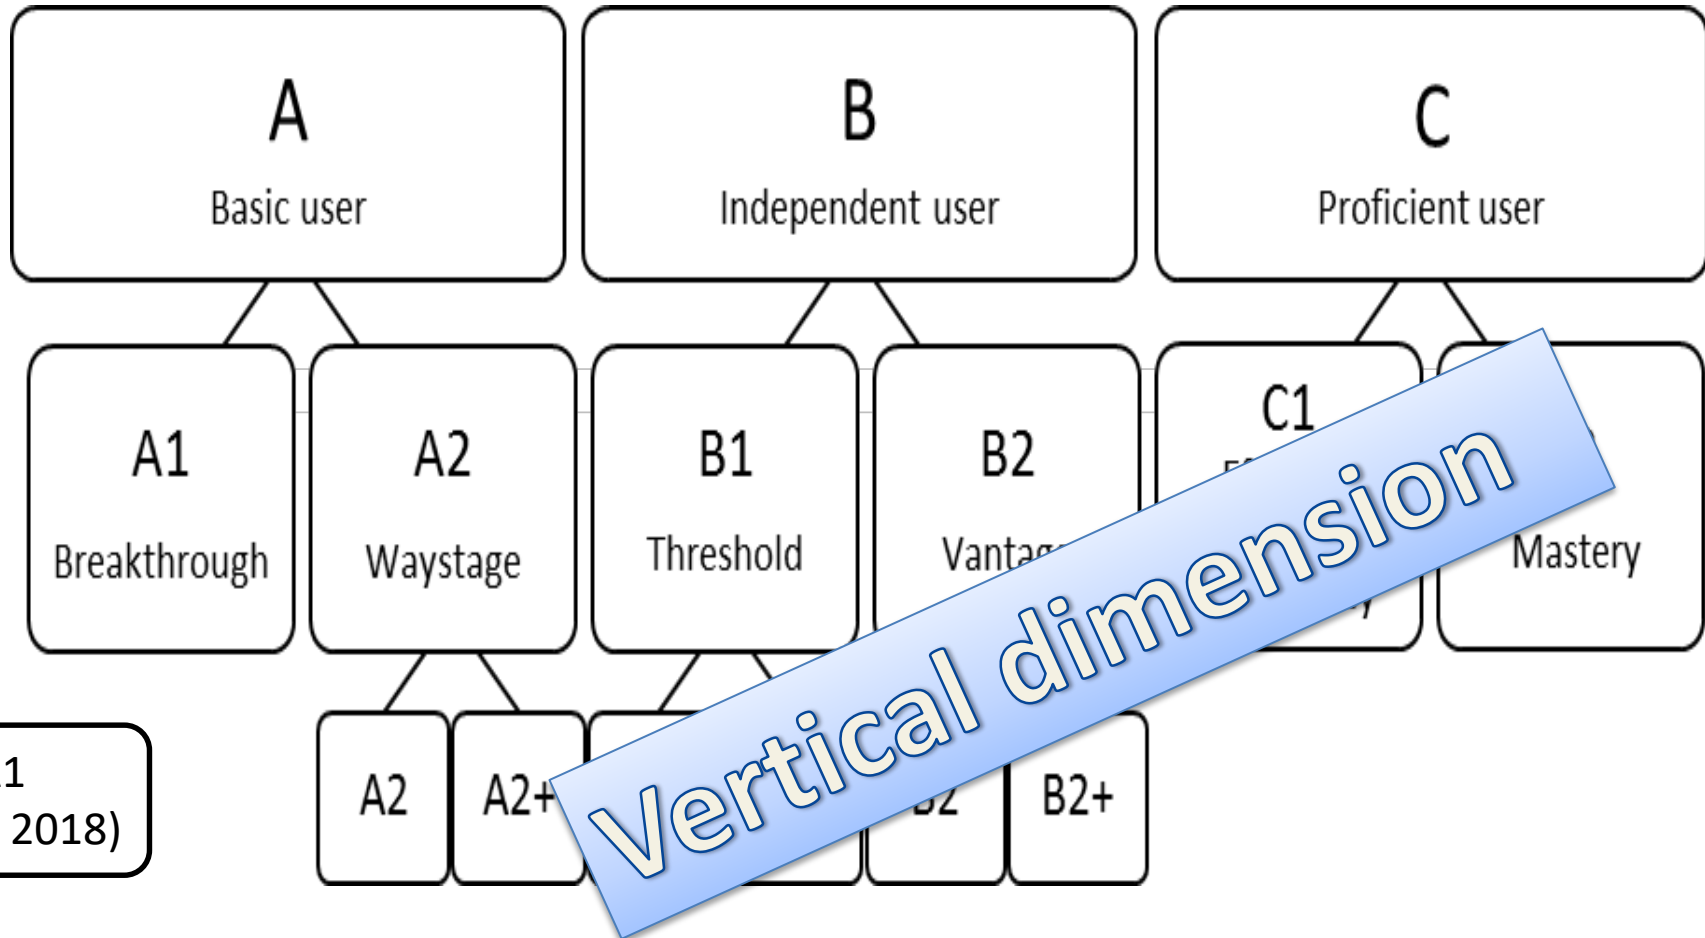 A
Basic user
B
Independent user
C
Proficient user
A1
Breakthrough
A2
Waystage
B1
Threshold
B2
C1
Mastery
A2
A2+
B2
B2+
2018)
Vertical dimension